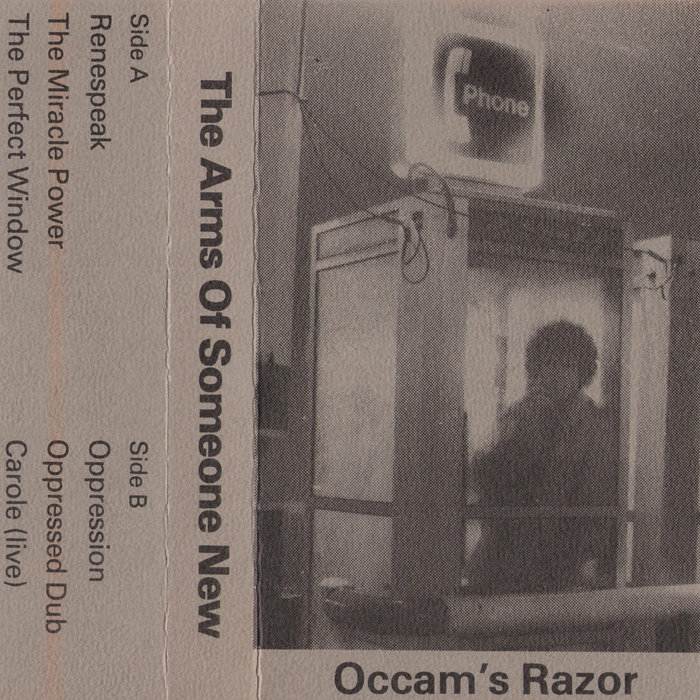 Phone
Occam's Razor
The Arms Of Someone New
Side A
Renespeak
The Miracle Power
The Perfect Window
Side B
Oppression
Oppressed Dub
Carole (live)